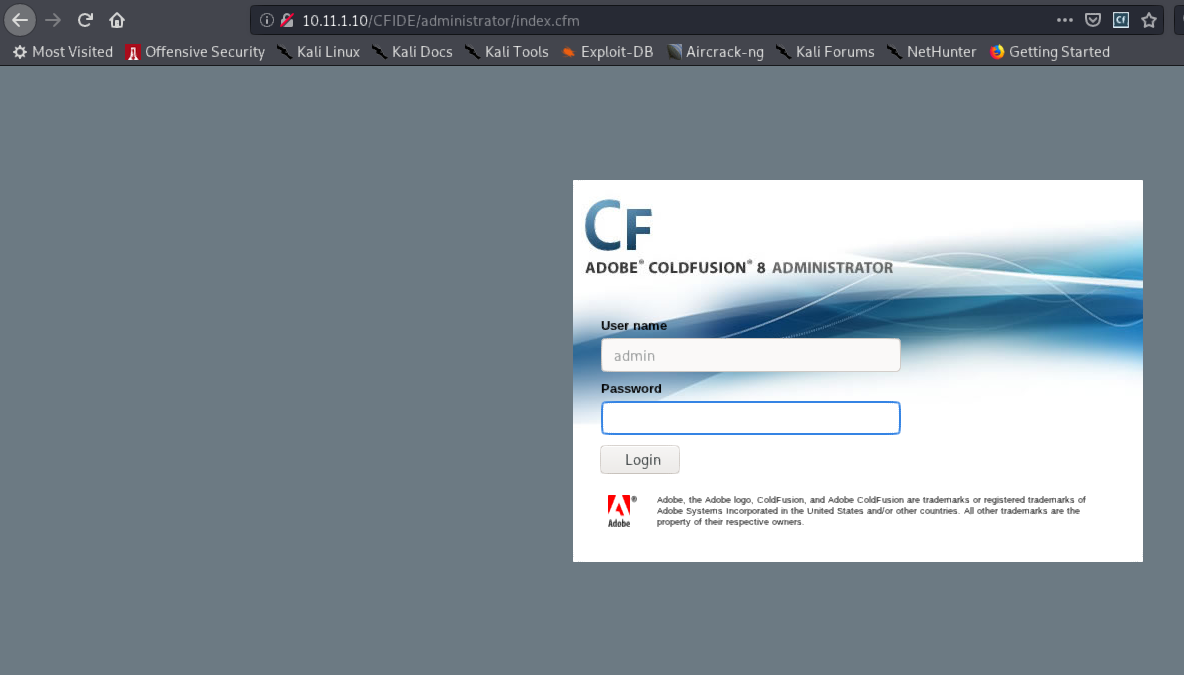 10.11.1.10/CFIDE/administrator/index.cfm
Most Visited Offensive Security Kali Linux Kali Docs Kali Tools Exploit-DB Aircrack-ng Kali Forums NetHunter Getting Started
CF
ADOBE® COLDFUSION® 8 ADMINISTRATOR
User name
admin
Password
Login
Adobe, the Adobe logo, ColdFusion, and Adobe ColdFusion are trademarks or registered trademarks of
Adobe Systems Incorporated in the United States and/or other countries. All other trademarks are the
property of their respective owners.
®
Adobe